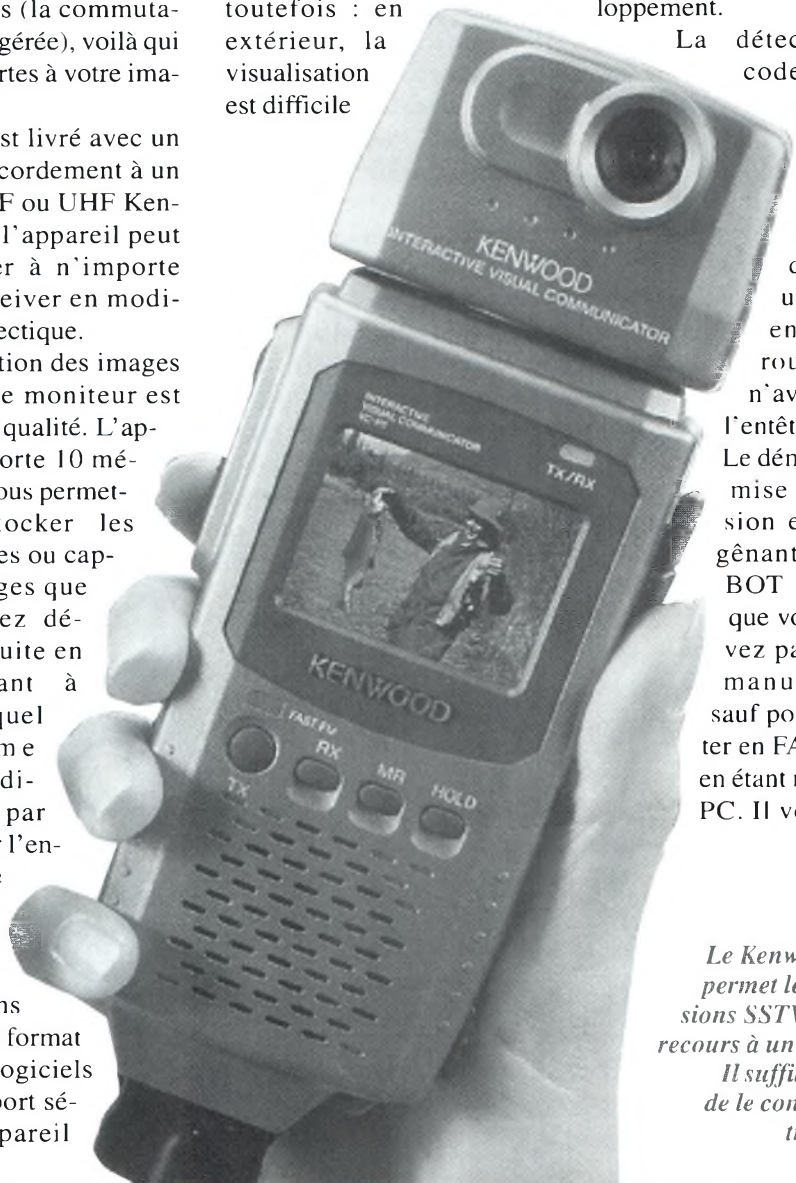 s (la commuta-
gérée), voilà qui
rtes à votre ima-
st livré avec un
cordement à un
F ou UHF Ken-
l'appareil peut
er à n'importe
eiver en modi-
ectique.
tion des images
e moniteur est
qualité. L'ap-
orte 10 mé-
ous permet-
tocker les
es ou cap-
ges que
ez dé-
uite en
ant à
quel
me
di-
par
l'en-
ns
format
ogiciels
port sé-
pareil
toutefois : en
extérieur, la
visualisation
est difficile
KENWOOD
INTERACTIVE VISUAL COMMUNICATOR
INTERACTIVE
VISUAL COMMUNICATOR
TX/RX
KENWOOD
FAST FM
TX
RX
MR
HOLD
loppement.
La détec
code
u
en
rou
n'av
l'entêt
Le dén
mise
sion e
gênant
BOT
que vo
vez pa
manu
sauf po
ter en FA
en étant
PC. Il v
Le Kenw
permet le
sions SSTV
recours à un
Il suffi
de le con